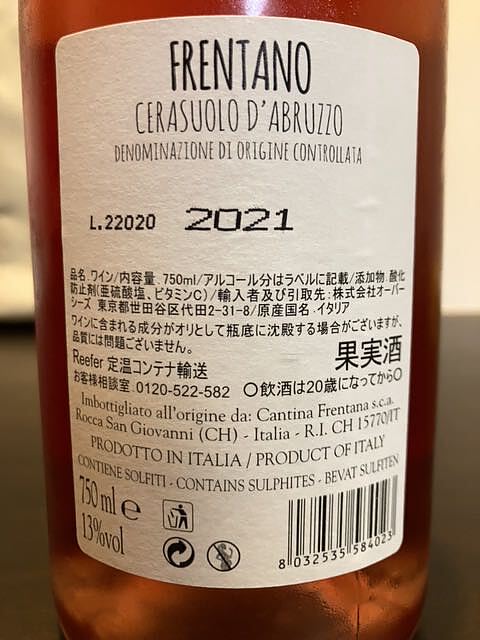 FRENTANO
CERASUOLO D'ABRUZZO
DENOMINAZIONE DI ORIGINE CONTROLLATA
L.22020 2021
品名:ワイン/内容量:750ml/アルコール分はラベルに記載/添加物:酸化
防止剤(亜硫酸塩、ビタミンC)/輸入者及び引取先:株式会社オーバー
シーズ 東京都世田谷区代田2-31-8/原産国名:イタリア
ワインに含まれる成分がオリとして瓶底に沈殿する場合がございますが、
品質には問題ございません。
Reefer 定温コンテナ輸送 果実酒
お客様相談室:0120-522-582 〇飲酒は20歳になってから〇
Imbottigliato all'origine da: Cantina Frentana s.c.a.
Rocca San Giovanni (CH) - Italia - R.I. CH 15770/IT
PRODOTTO IN ITALIA / PRODUCT OF ITALY
CONTIENE SOLFITI - CONTAINS SULPHITES - BEVAT SULFITEN
750 ml e
13%vol
8 032535 584023